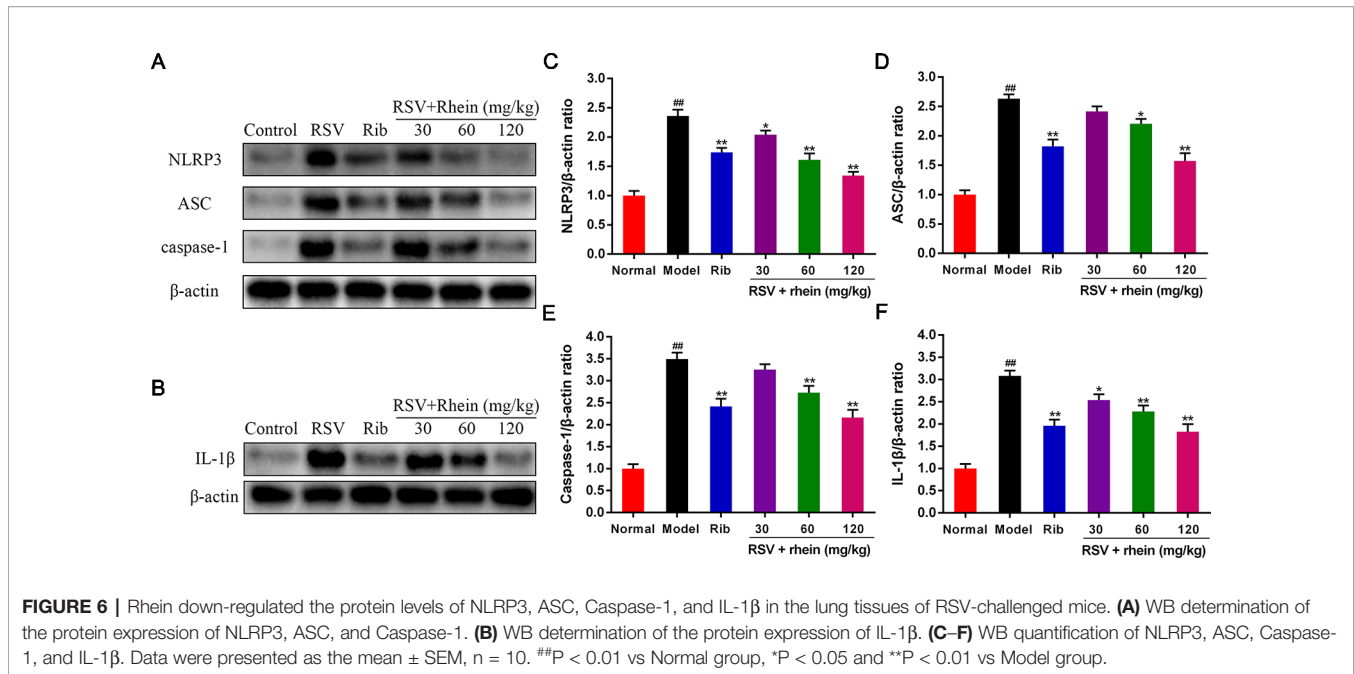 A
RSV+Rhein (mg/kg)
Control RSV Rib 30 60 120
NLRP3
ASC
caspase-1
β-actin
B
RSV+Rhein (mg/kg)
Control RSV Rib 30 60 120
IL-1β
β-actin
C
NLRP3/β-actin ratio
3.0
2.5
2.0
1.5
1.0
0.5
0.0
##
**
*
**
**
Normal Model Rib 30 60 120
RSV + rhein (mg/kg)
D
ASC/β-actin ratio
3.0
2.5
2.0
1.5
1.0
0.5
0.0
##
**
*
**
Normal Model Rib 30 60 120
RSV + rhein (mg/kg)
E
Caspase-1/β-actin ratio
4.0
3.5
3.0
2.5
2.0
1.5
1.0
0.5
0.0
##
**
**
**
Normal Model Rib 30 60 120
RSV + rhein (mg/kg)
F
IL-1β/β-actin ratio
4.0
3.5
3.0
2.5
2.0
1.5
1.0
0.5
0.0
##
**
*
**
**
Normal Model Rib 30 60 120
RSV + rhein (mg/kg)
FIGURE 6 | Rhein down-regulated the protein levels of NLRP3, ASC, Caspase-1, and IL-1β in the lung tissues of RSV-challenged mice. (A) WB determination of
the protein expression of NLRP3, ASC, and Caspase-1. (B) WB determination of the protein expression of IL-1β. (C–F) WB quantification of NLRP3, ASC, Caspase-
1, and IL-1β. Data were presented as the mean ± SEM, n = 10. ##P < 0.01 vs Normal group, *P < 0.05 and **P < 0.01 vs Model group.